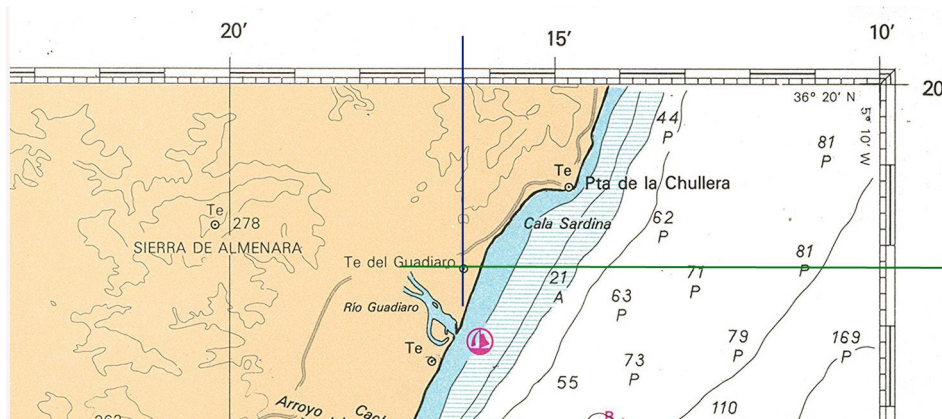 20'
15'
10'
20
36° 20' N
5° 10' W
44
P
81
P
Te
Pta de la Chullera
Te
278
62
P
Cala Sardina
SIERRA DE ALMENARA
81
P
Te del Guadiaro
71
P
21
A
63
P
Río Guadiaro
79
P
169
P
Te
73
P
55
110
Arroyo
R